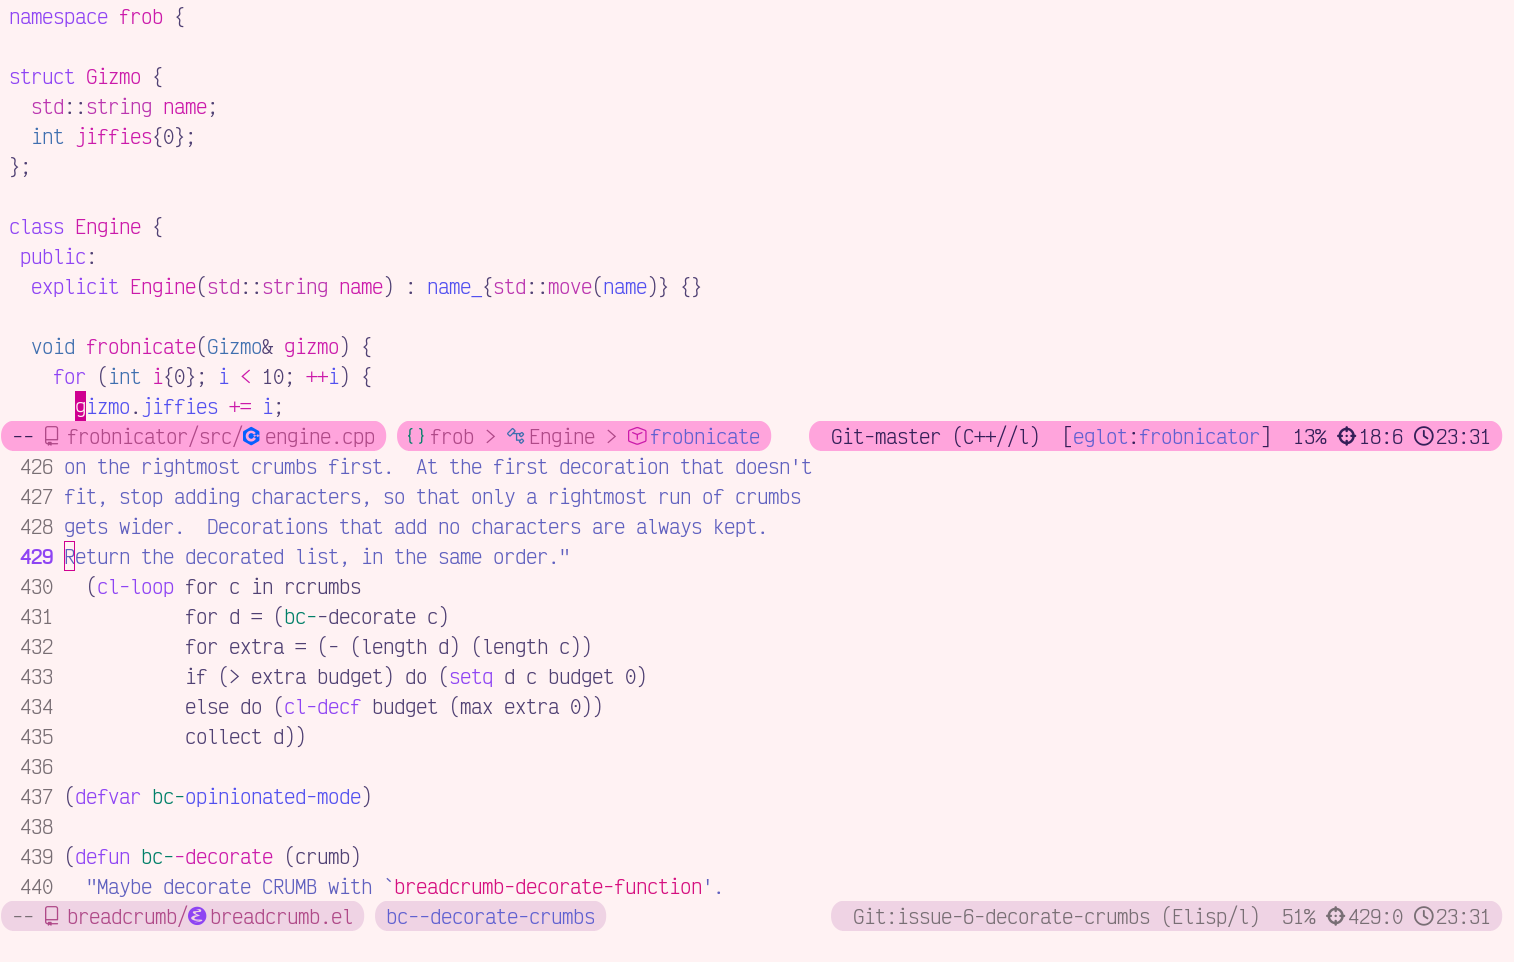 namespace frob {
struct Gizmo {
  std::string name;
  int jiffies{0};
};
class Engine {
 public:
  explicit Engine(std::string name) : name_{std::move(name)} {}
  void frobnicate(Gizmo& gizmo) {
    for (int i{0}; i < 10; ++i) {
      gizmo.jiffies += i;
-- frobnicator/src/engine.cpp {} frob > Engine > frobnicate Git-master (C++//l) [eglot:frobnicator] 13% 18:6 23:31
426 on the rightmost crumbs first.  At the first decoration that doesn't
427 fit, stop adding characters, so that only a rightmost run of crumbs
428 gets wider.  Decorations that add no characters are always kept.
429 Return the decorated list, in the same order."
430   (cl-loop for c in rcrumbs
431            for d = (bc--decorate c)
432            for extra = (- (length d) (length c))
433            if (> extra budget) do (setq d c budget 0)
434            else do (cl-decf budget (max extra 0))
435            collect d))
436
437 (defvar bc-opinionated-mode)
438
439 (defun bc--decorate (crumb)
440   "Maybe decorate CRUMB with `breadcrumb-decorate-function'.
-- breadcrumb/breadcrumb.el bc--decorate-crumbs Git:issue-6-decorate-crumbs (Elisp/l) 51% 429:0 23:31